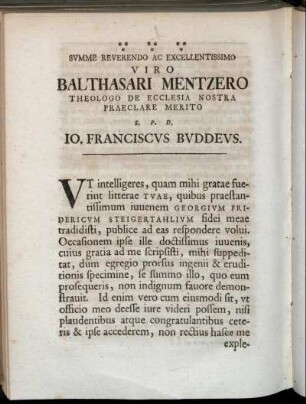 SVMME REVERENDO AC EXCELLENTISSIMO
VIRO
BALTHASARI MENTZERO
THEOLOGO DE ECCLESIA NOSTRA
PRAECLARE MERITO
S. P. D.
IO. FRANCISCVS BVDDEVS.
VT intelligeres, quam mihi gratae fue-
rint litterae TVAE, quibus praestan-
tissimum iuuenem GEORGIVM FRI-
DERICVM STEIGERTAHLIVM fidei meae
tradidisti, publice ad eas respondere volui.
Occasionem ipse ille doctissimus iuuenis,
cuius gratia ad me scripsisti, mihi suppedi-
tat, dum egregio prorsus ingenii & erudi-
tionis specimine, se summo illo, quo eum
prosequeris, non indignum fauore demon-
strauit. Id enim vero cum eiusmodi sit, vt
officio meo deesse iure videri possem, nisi
plaudentibus atque congratulantibus cete-
ris & ipse accederem, non rectius hasce me
exple-